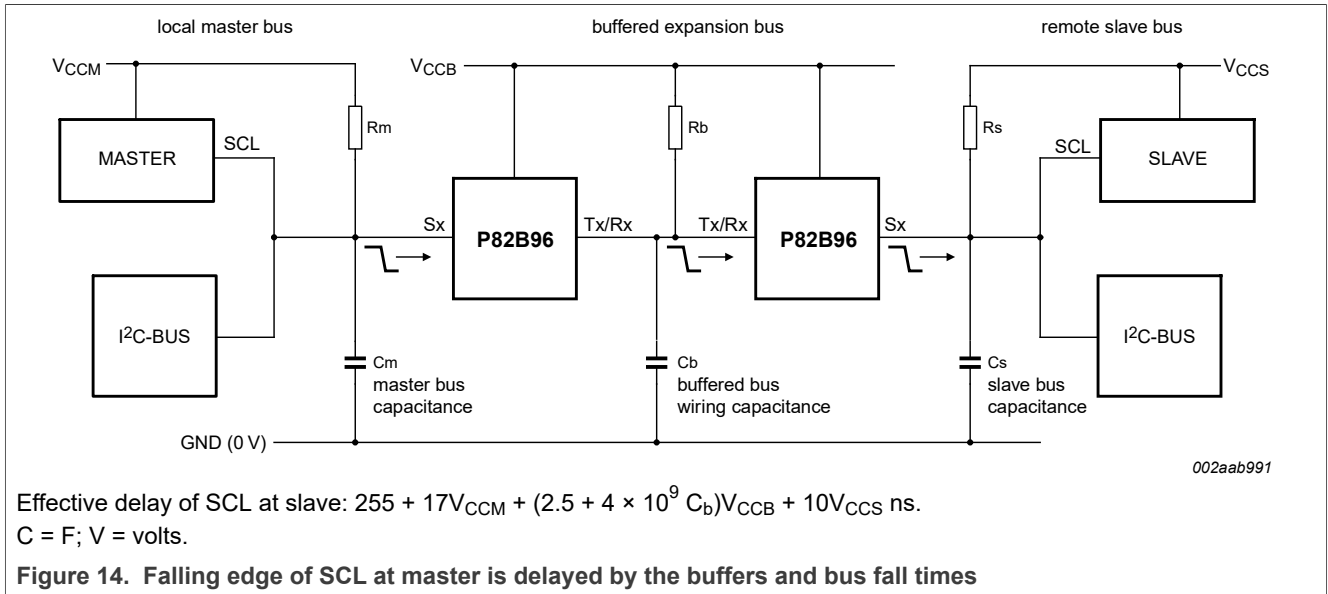 local master bus
buffered expansion bus
remote slave bus
VCCM
VCCB
VCCS
Rm
Rb
Rs
MASTER
SCL
SCL
SLAVE
Sx
P82B96
Tx/Rx
Tx/Rx
P82B96
Sx
I²C-BUS
I²C-BUS
Cm
master bus
capacitance
Cb
buffered bus
wiring capacitance
Cs
slave bus
capacitance
GND (0 V)
002aab991
Effective delay of SCL at slave: 255 + 17VCCM + (2.5 + 4 × 10⁹ Cb)VCCB + 10VCCS ns.
C = F; V = volts.
Figure 14. Falling edge of SCL at master is delayed by the buffers and bus fall times